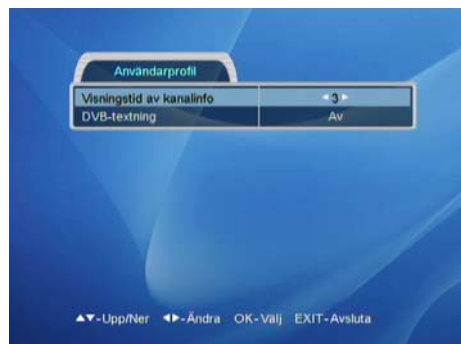 Användarprofil
Visningstid av kanalinfo ◄3►
DVB-textning Av
▲▼-Upp/Ner ◄►-Ändra OK-Välj EXIT-Avsluta